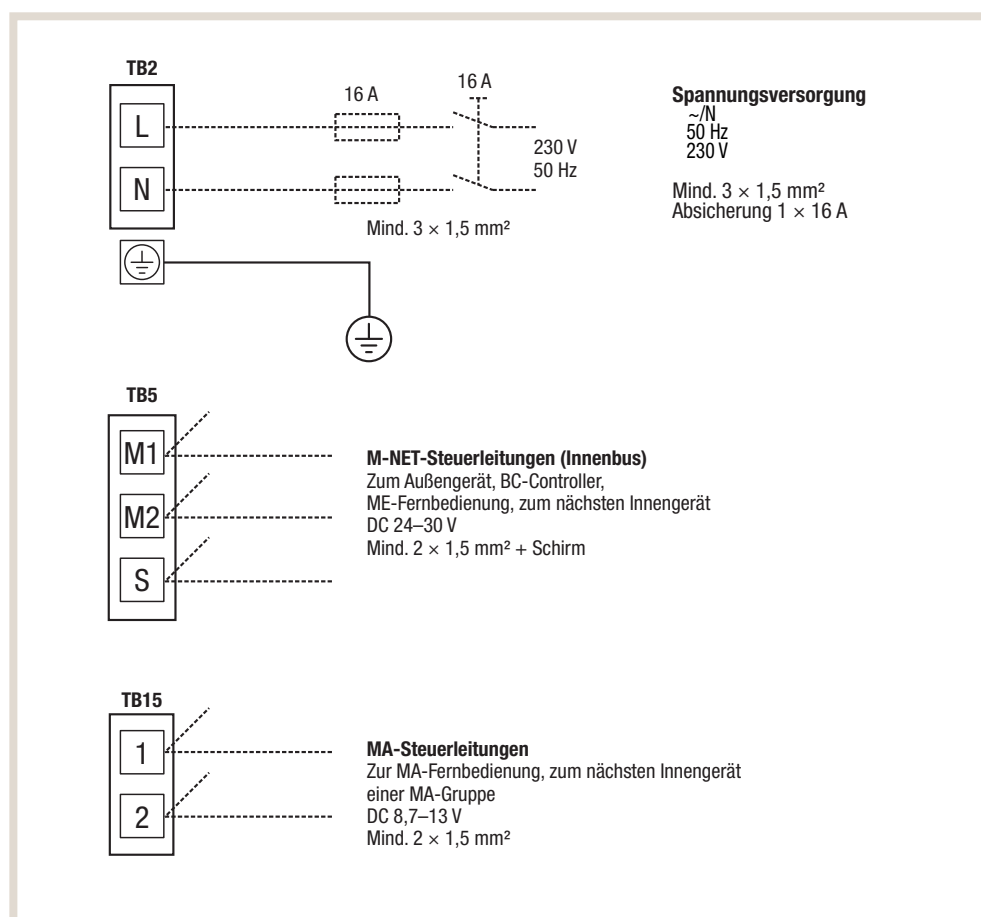 TB2
16 A
16 A
L
N
230 V
50 Hz
Mind. 3 × 1,5 mm²
Spannungsversorgung
~/N
50 Hz
230 V
Mind. 3 × 1,5 mm²
Absicherung 1 × 16 A
TB5
M1
M2
S
M-NET-Steuerleitungen (Innenbus)
Zum Außengerät, BC-Controller,
ME-Fernbedienung, zum nächsten Innengerät
DC 24–30 V
Mind. 2 × 1,5 mm² + Schirm
TB15
1
2
MA-Steuerleitungen
Zur MA-Fernbedienung, zum nächsten Innengerät
einer MA-Gruppe
DC 8,7–13 V
Mind. 2 × 1,5 mm²